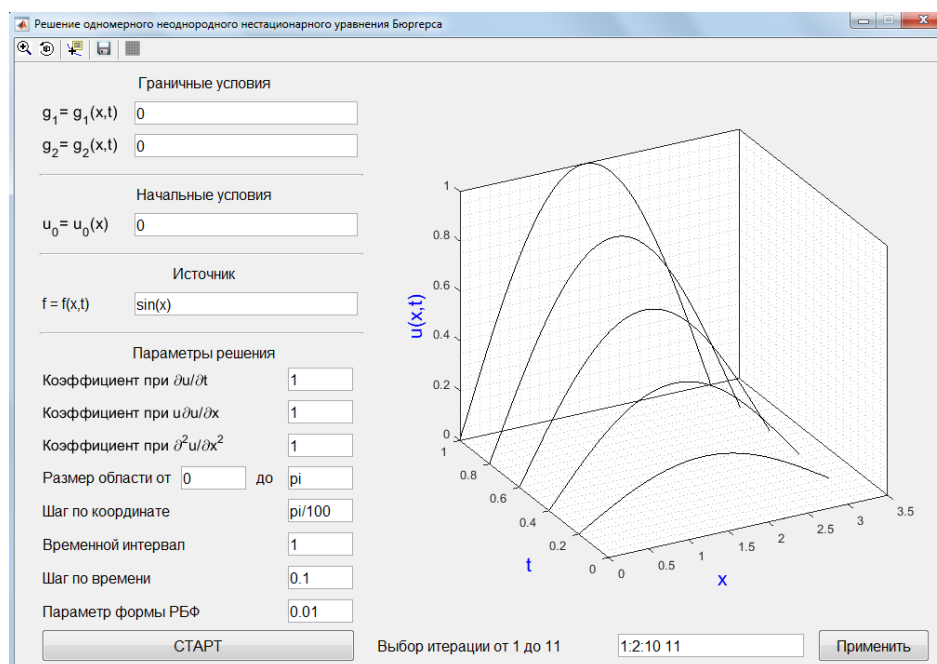 Решение одномерного неоднородного нестационарного уравнения Бюргерса
Граничные условия
g1= g1(x,t) 0
g2= g2(x,t) 0
Начальные условия
u0= u0(x) 0
Источник
f = f(x,t) sin(x)
Параметры решения
Коэффициент при ∂u/∂t 1
Коэффициент при u∂u/∂x 1
Коэффициент при ∂²u/∂x² 1
Размер области от 0 до pi
Шаг по координате pi/100
Временной интервал 1
Шаг по времени 0.1
Параметр формы РБФ 0.01
СТАРТ
u(x,t)
1
0.8
0.6
0.4
0.2
0
t
1
0.8
0.6
0.4
0.2
0
x
0
0.5
1
1.5
2
2.5
3
3.5
Выбор итерации от 1 до 11 1:2:10 11 Применить